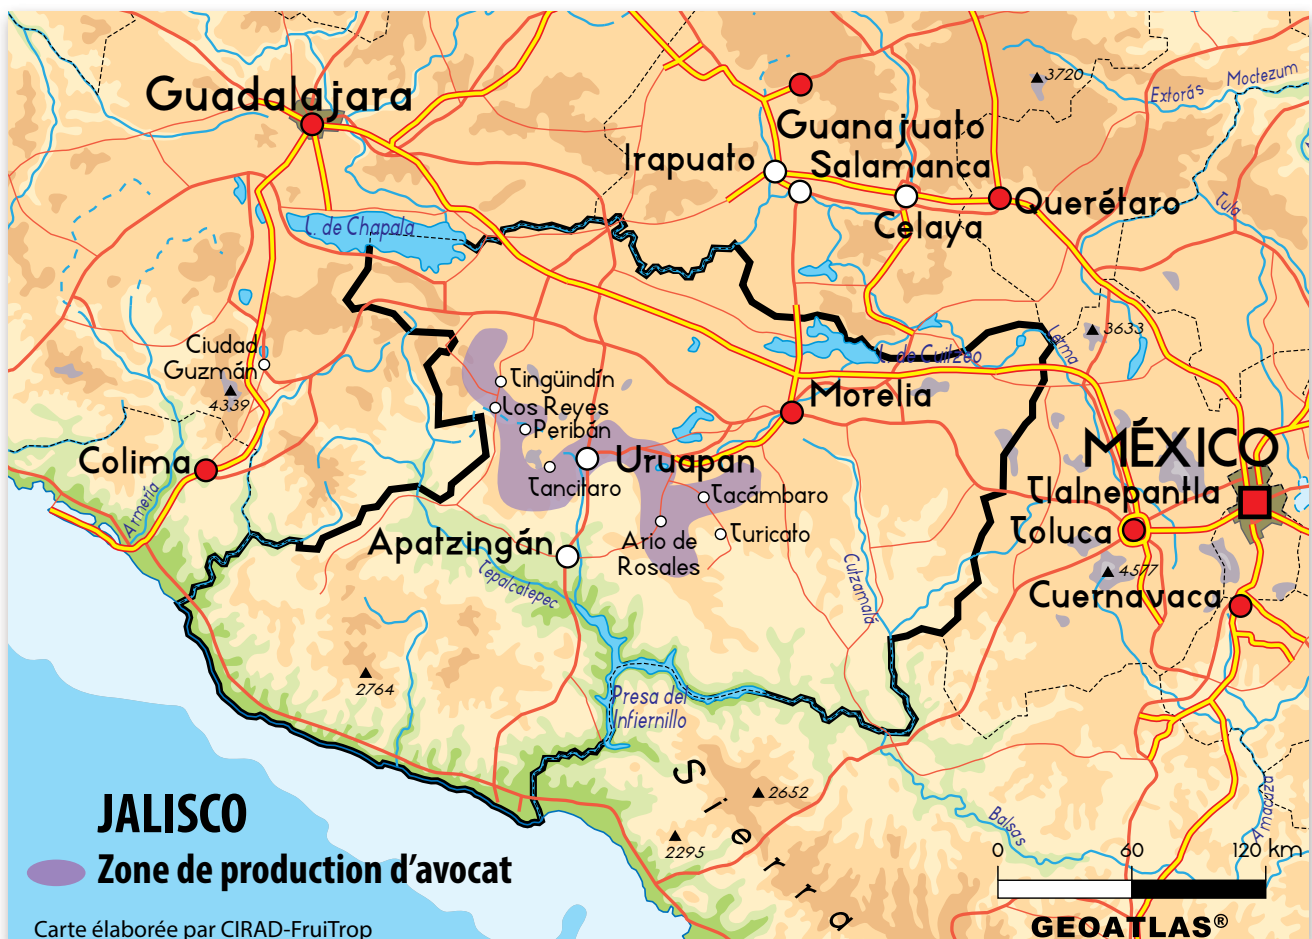 3720
Extorás
Moctezum
Guadalajara
Guanajuato
Irapuato
Salamanca
Querétaro
Celaya
Tula
L. de Chapala
Ciudad
Guzmán
4339
Tingüindín
Los Reyes
Peribán
L. de Cuitzeo
Lerma
3633
Morelia
MÉXICO
Colima
Armería
Uruapan
Tancitaro
Tacámbaro
Tlalnepantla
Toluca
Apatzingán
Ario de
Rosales
Turicato
Tepalcatepec
Cutzamalá
4577
Cuernavaca
2764
Presa del
Infiernillo
Sierra
2652
2295
Balsas
Amacuza
JALISCO
Zone de production d'avocat
Carte élaborée par CIRAD-FruiTrop
0 60 120 km
GEOATLAS®